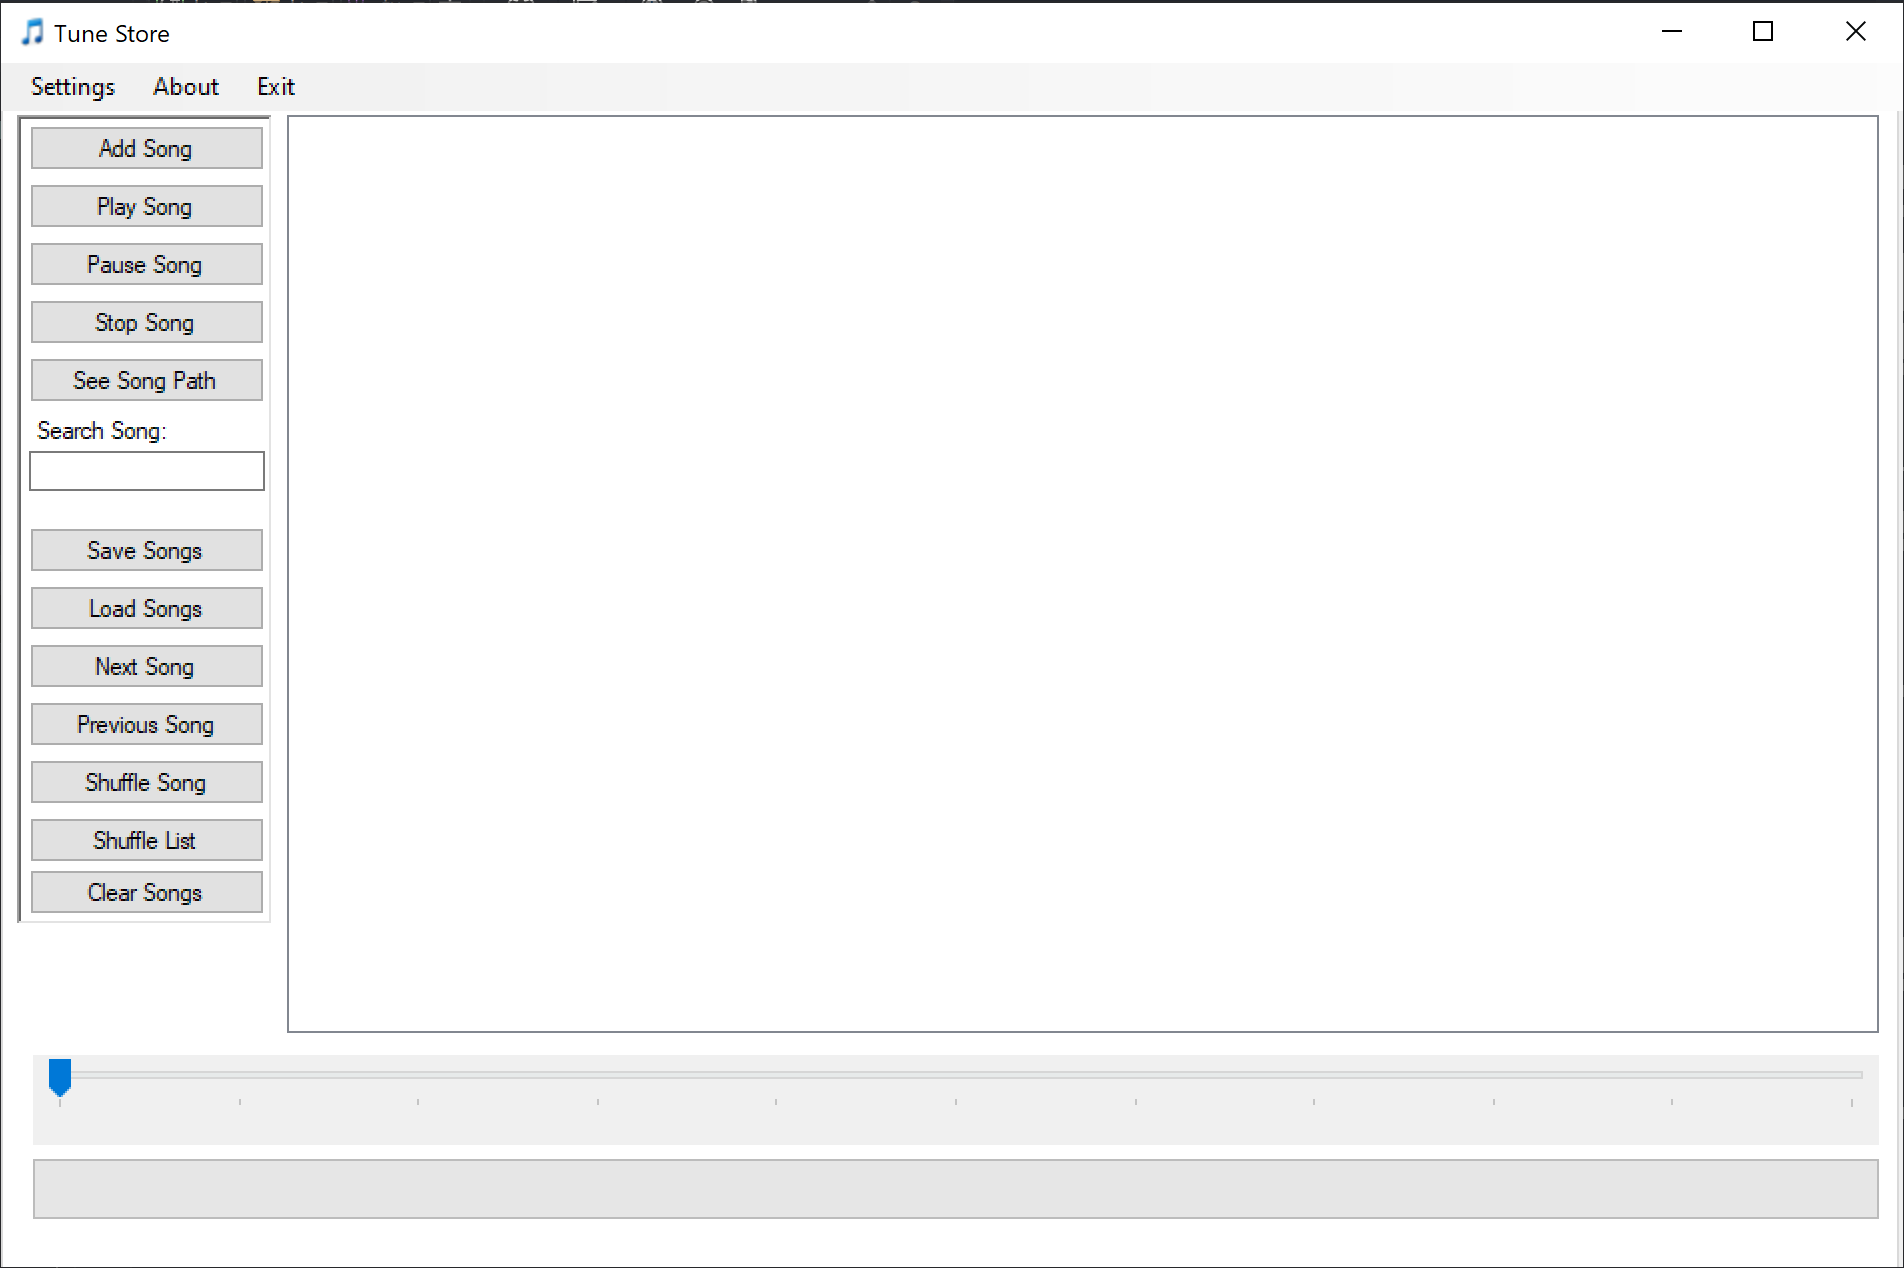 Tune Store
Settings About Exit
Add Song
Play Song
Pause Song
Stop Song
See Song Path
Search Song:
Save Songs
Load Songs
Next Song
Previous Song
Shuffle Song
Shuffle List
Clear Songs